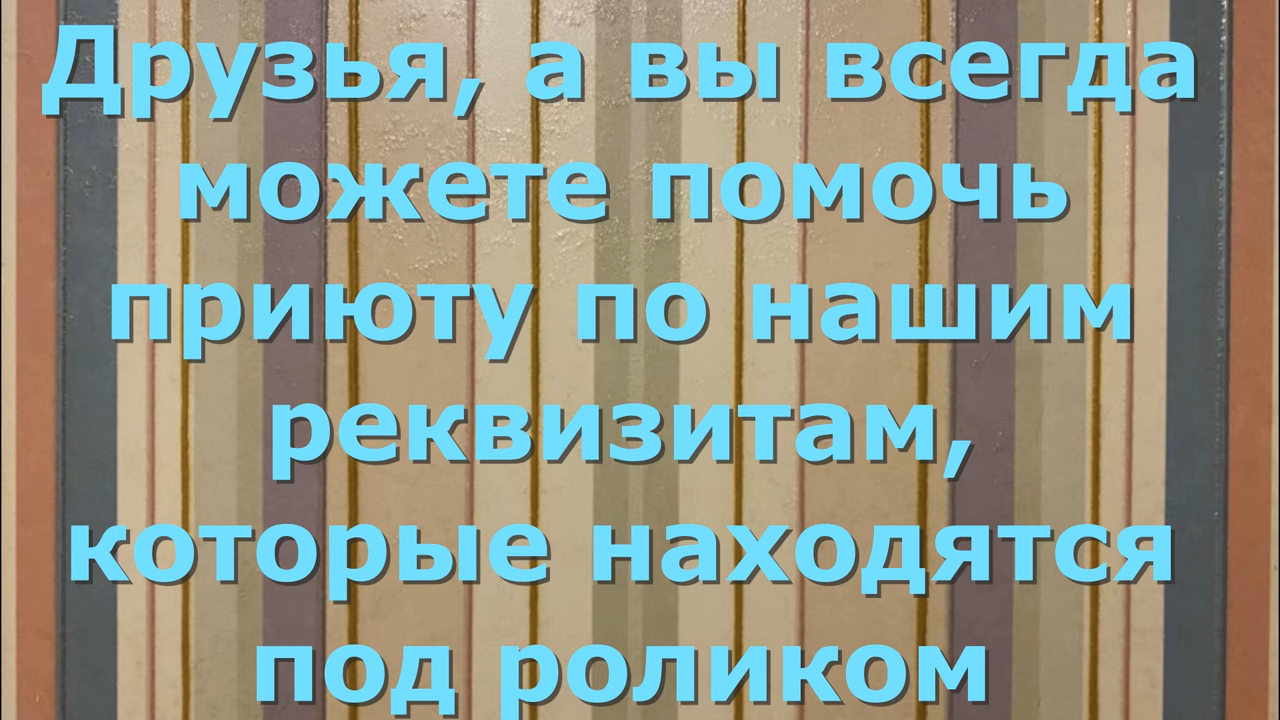 Друзья, а вы всегда
можете помочь
приюту по нашим
реквизитам,
которые находятся
под роликом